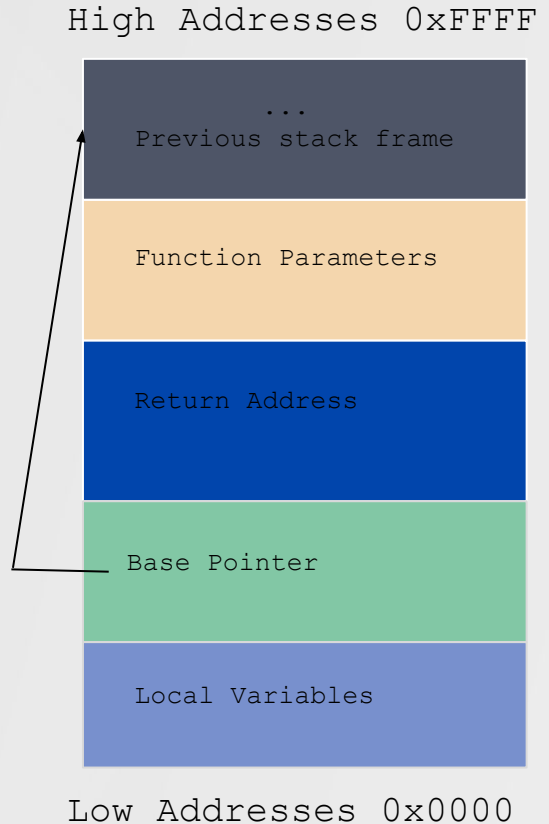 High Addresses 0xFFFF
...
Previous stack frame
Function Parameters
Return Address
Base Pointer
Local Variables
Low Addresses 0x0000